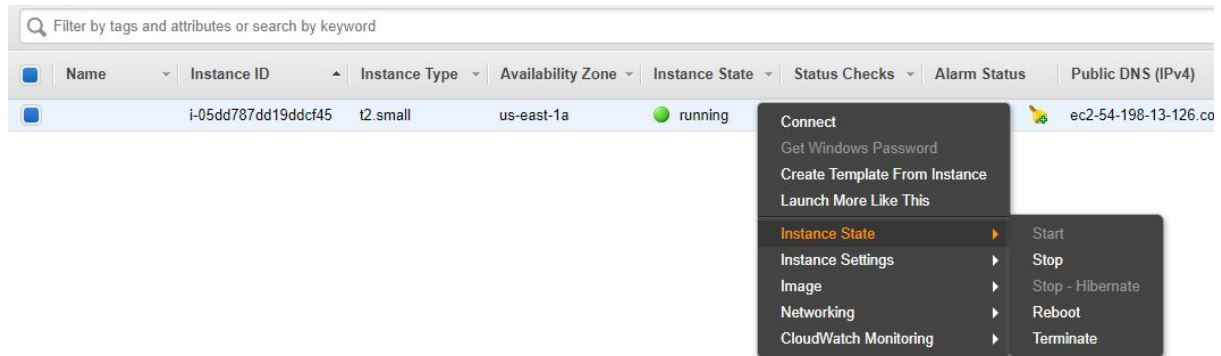 Filter by tags and attributes or search by keyword
Name Instance ID Instance Type Availability Zone Instance State Status Checks Alarm Status Public DNS (IPv4)
i-05dd787dd19ddcf45 t2.small us-east-1a running ec2-54-198-13-126.co
Connect
Get Windows Password
Create Template From Instance
Launch More Like This
Instance State
Instance Settings
Image
Networking
CloudWatch Monitoring
Start
Stop
Stop - Hibernate
Reboot
Terminate